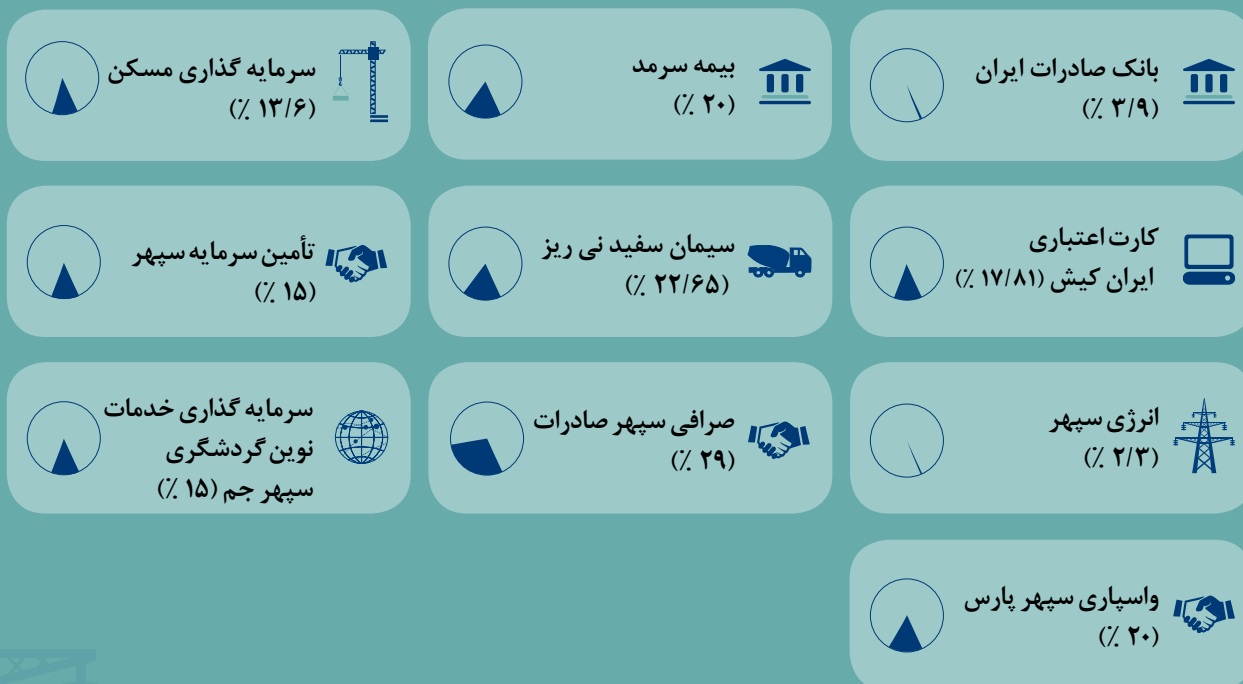 بانک صادرات ایران
(۳/۹ ٪)
بیمه سرمد
(۲۰ ٪)
سرمایه گذاری مسکن
(۱۳/۶ ٪)
کارت اعتباری
ایران کیش (۱۷/۸۱ ٪)
سیمان سفید نی ریز
(۲۲/۶۵ ٪)
تأمین سرمایه سپهر
(۱۵ ٪)
انرژی سپهر
(۲/۳ ٪)
صرافی سپهر صادرات
(۲۹ ٪)
سرمایه گذاری خدمات
نوین گردشگری
سپهر جم (۱۵ ٪)
واسپاری سپهر پارس
(۲۰ ٪)